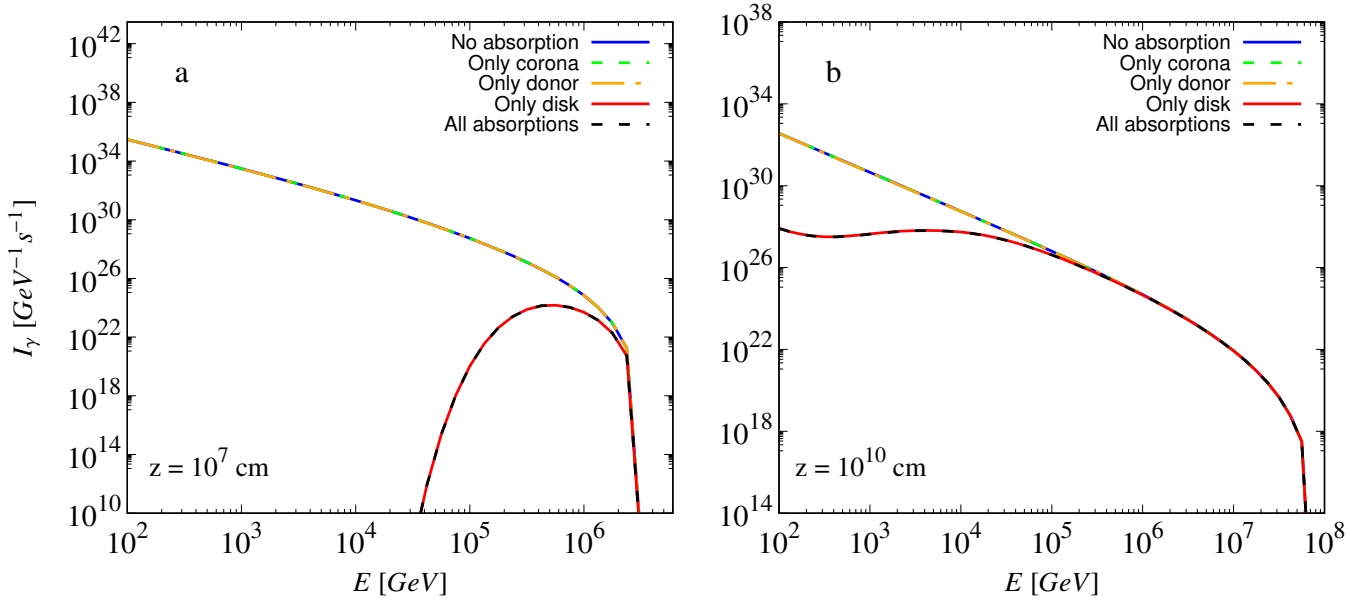 No absorption
Only corona
Only donor
Only disk
All absorptions
a
10^42
10^38
10^34
10^30
10^26
10^22
10^18
10^14
10^10
I_γ [GeV^−1 s^−1]
z = 10^7 cm
10^2 10^3 10^4 10^5 10^6
E [GeV]
No absorption
Only corona
Only donor
Only disk
All absorptions
b
10^38
10^34
10^30
10^26
10^22
10^18
10^14
z = 10^10 cm
10^2 10^3 10^4 10^5 10^6 10^7 10^8
E [GeV]